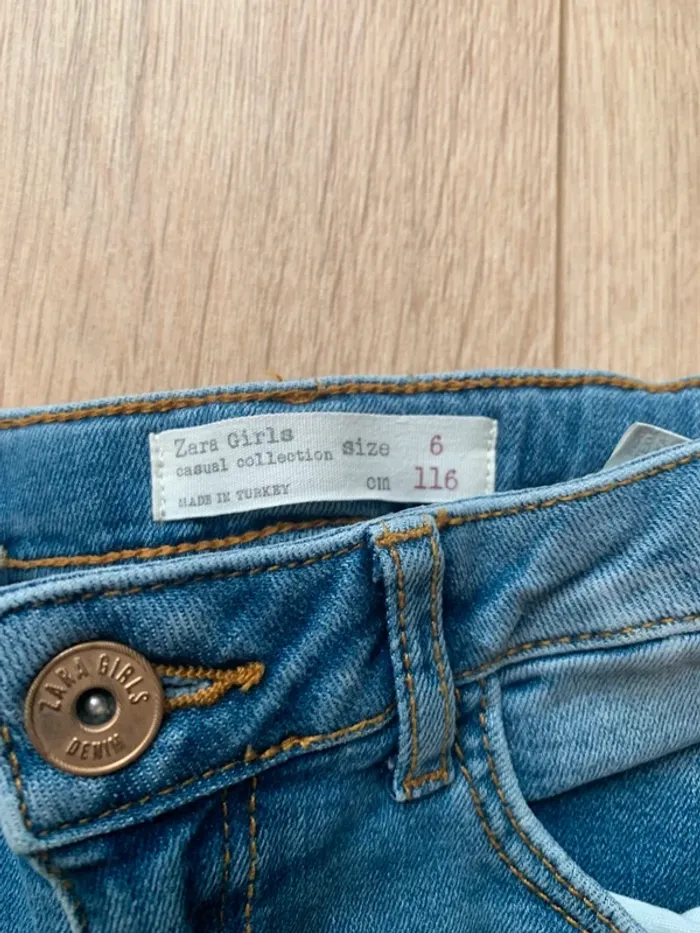 Zara Girls size 6
casual collection
MADE IN TURKEY cm 116
ZARA GIRLS
DENIM